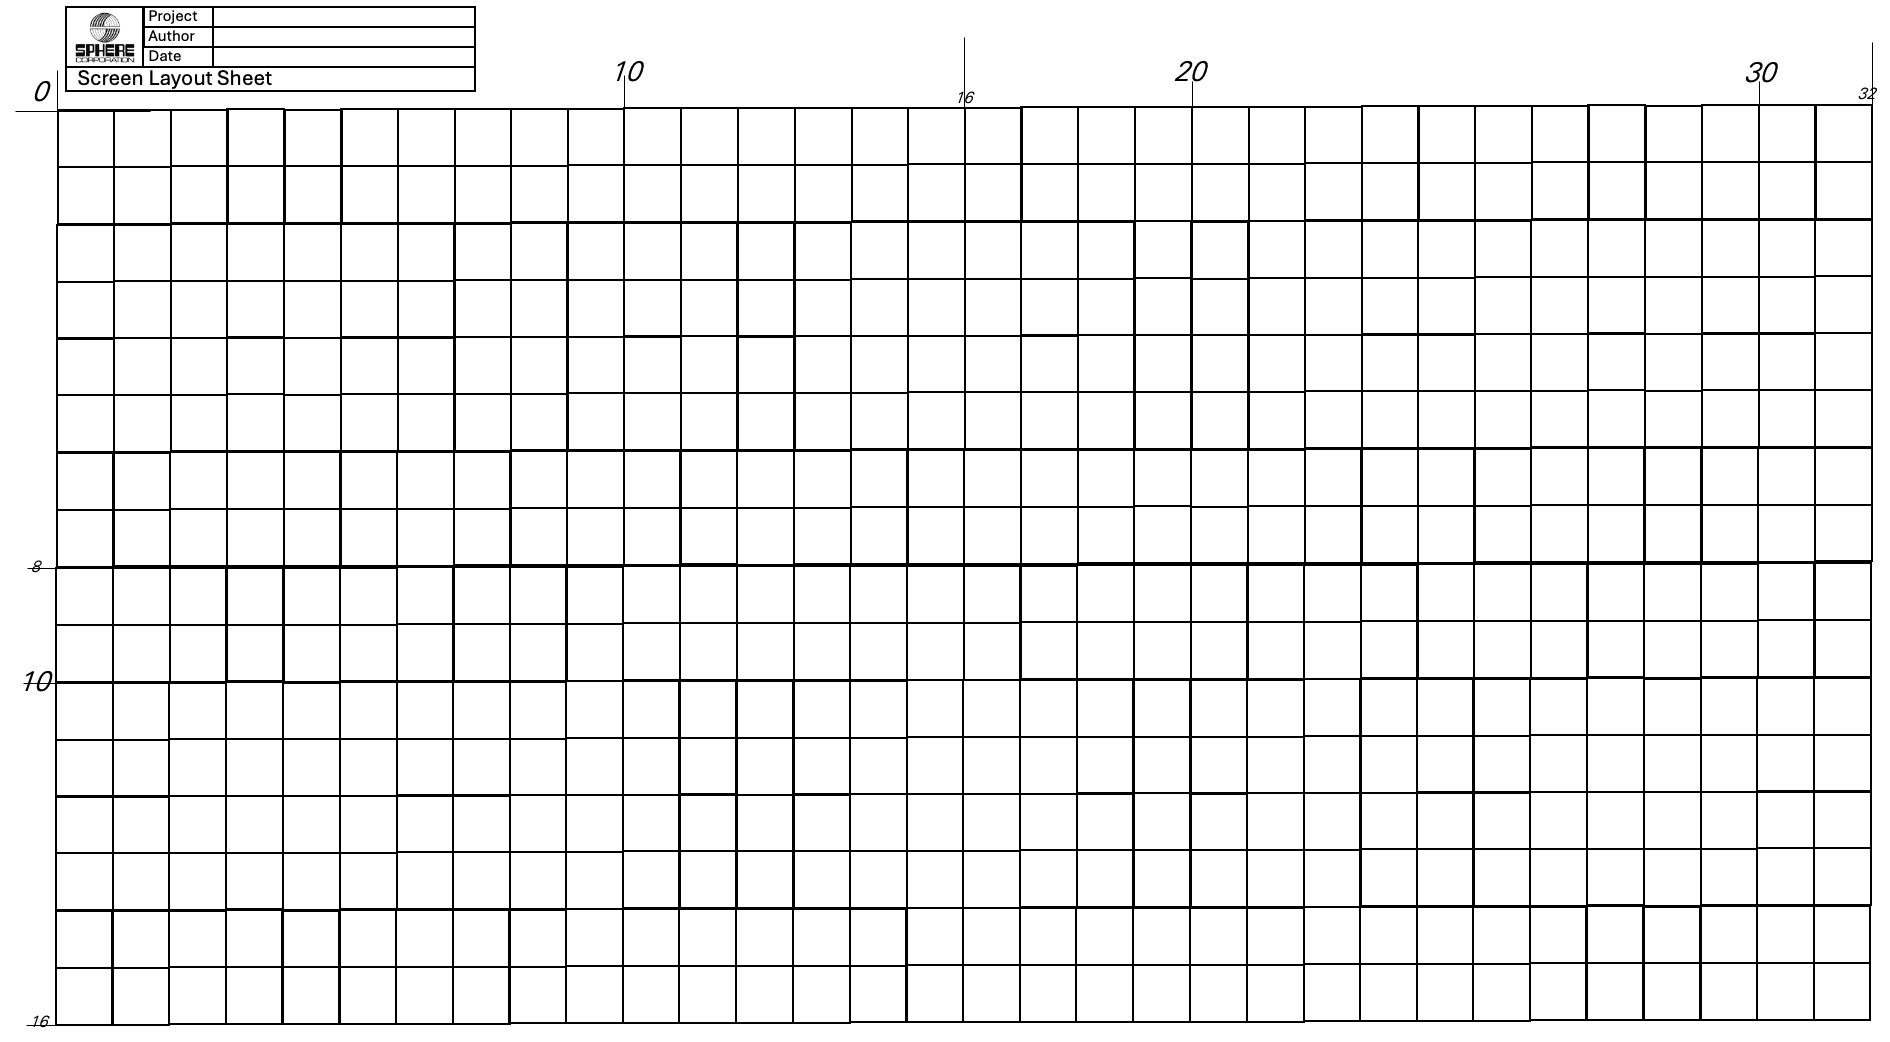 Project
Author
Date
SPHERE
CORPORATION
Screen Layout Sheet
0
10
16
20
30
32
8
10
16